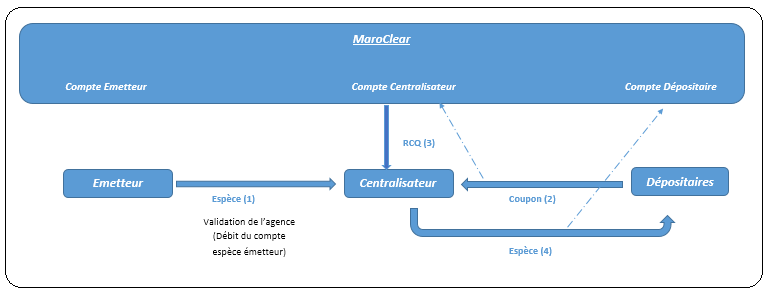 MaroClear
Compte Emetteur
Compte Centralisateur
Compte Dépositaire
RCQ (3)
Emetteur
Centralisateur
Dépositaires
Espèce (1)
Coupon (2)
Validation de l'agence
(Débit du compte
espèce émetteur)
Espèce (4)